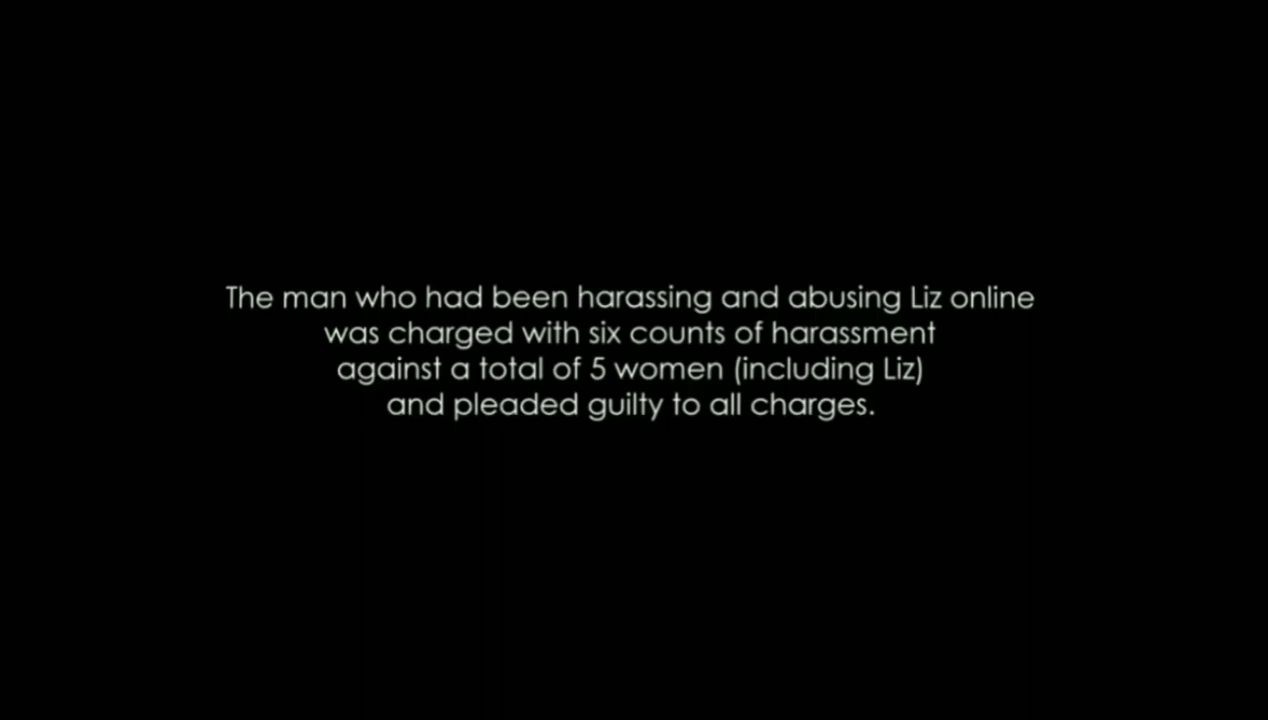 The man who had been harassing and abusing Liz online
was charged with six counts of harassment
against a total of 5 women (including Liz)
and pleaded guilty to all charges.